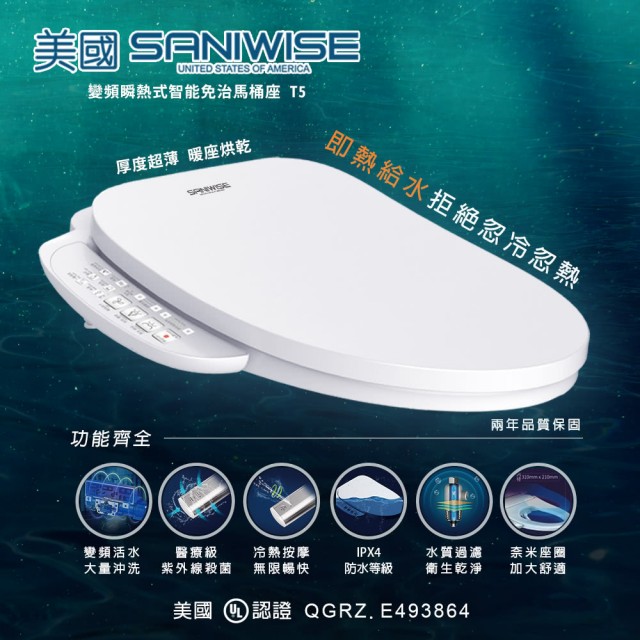 美國 SANIWISE
UNITED STATES OF AMERICA
變頻瞬熱式智能免治馬桶座 T5
厚度超薄 暖座烘乾
即熱給水 拒絕忽冷忽熱
SANIWISE
兩年品質保固
功能齊全
310mm x 210mm
變頻活水
大量沖洗
醫療級
紫外線殺菌
冷熱按摩
無限暢快
IPX4
防水等級
水質過濾
衛生乾淨
奈米座圈
加大舒適
美國 UL 認證 QGRZ. E493864